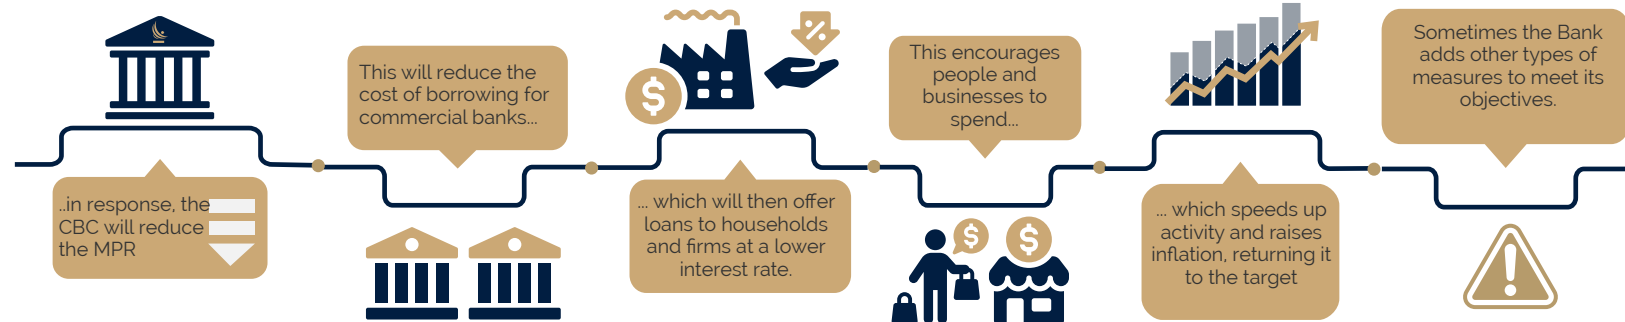 ..in response, the
CBC will reduce
the MPR
This will reduce the
cost of borrowing for
commercial banks...
... which will then offer
loans to households
and firms at a lower
interest rate.
This encourages
people and
businesses to
spend...
... which speeds up
activity and raises
inflation, returning it
to the target
Sometimes the Bank
adds other types of
measures to meet its
objectives.